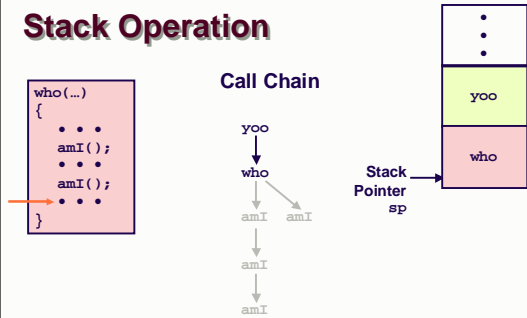 Stack Operation
who(…)
{
• • •
amI();
• • •
amI();
• • •
}
Call Chain
yoo
who
amI amI
amI
amI
•
•
•
yoo
who
Stack
Pointer
sp